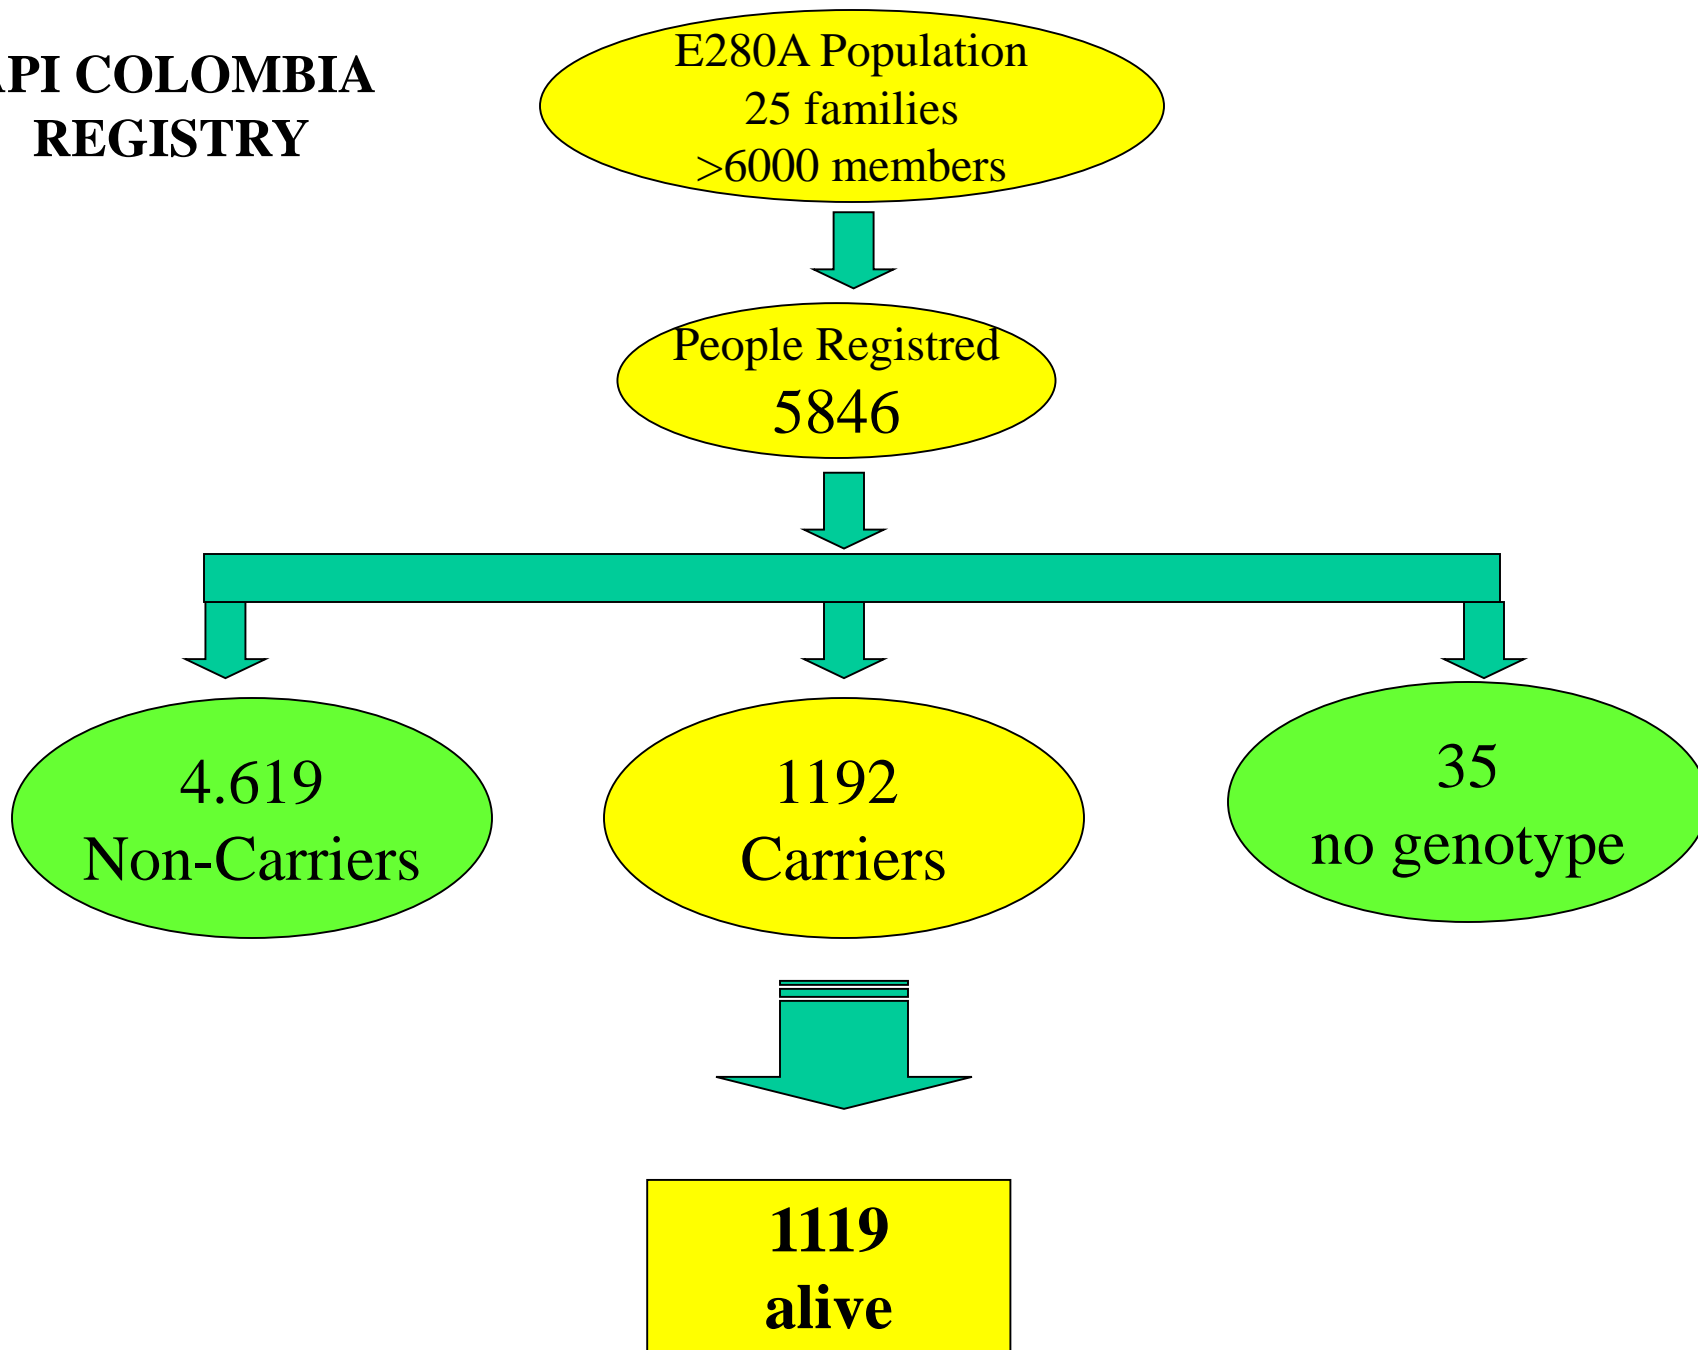 API COLOMBIA
REGISTRY
E280A Population
25 families
>6000 members
People Registred
5846
4.619
Non-Carriers
1192
Carriers
35
no genotype
1119
alive